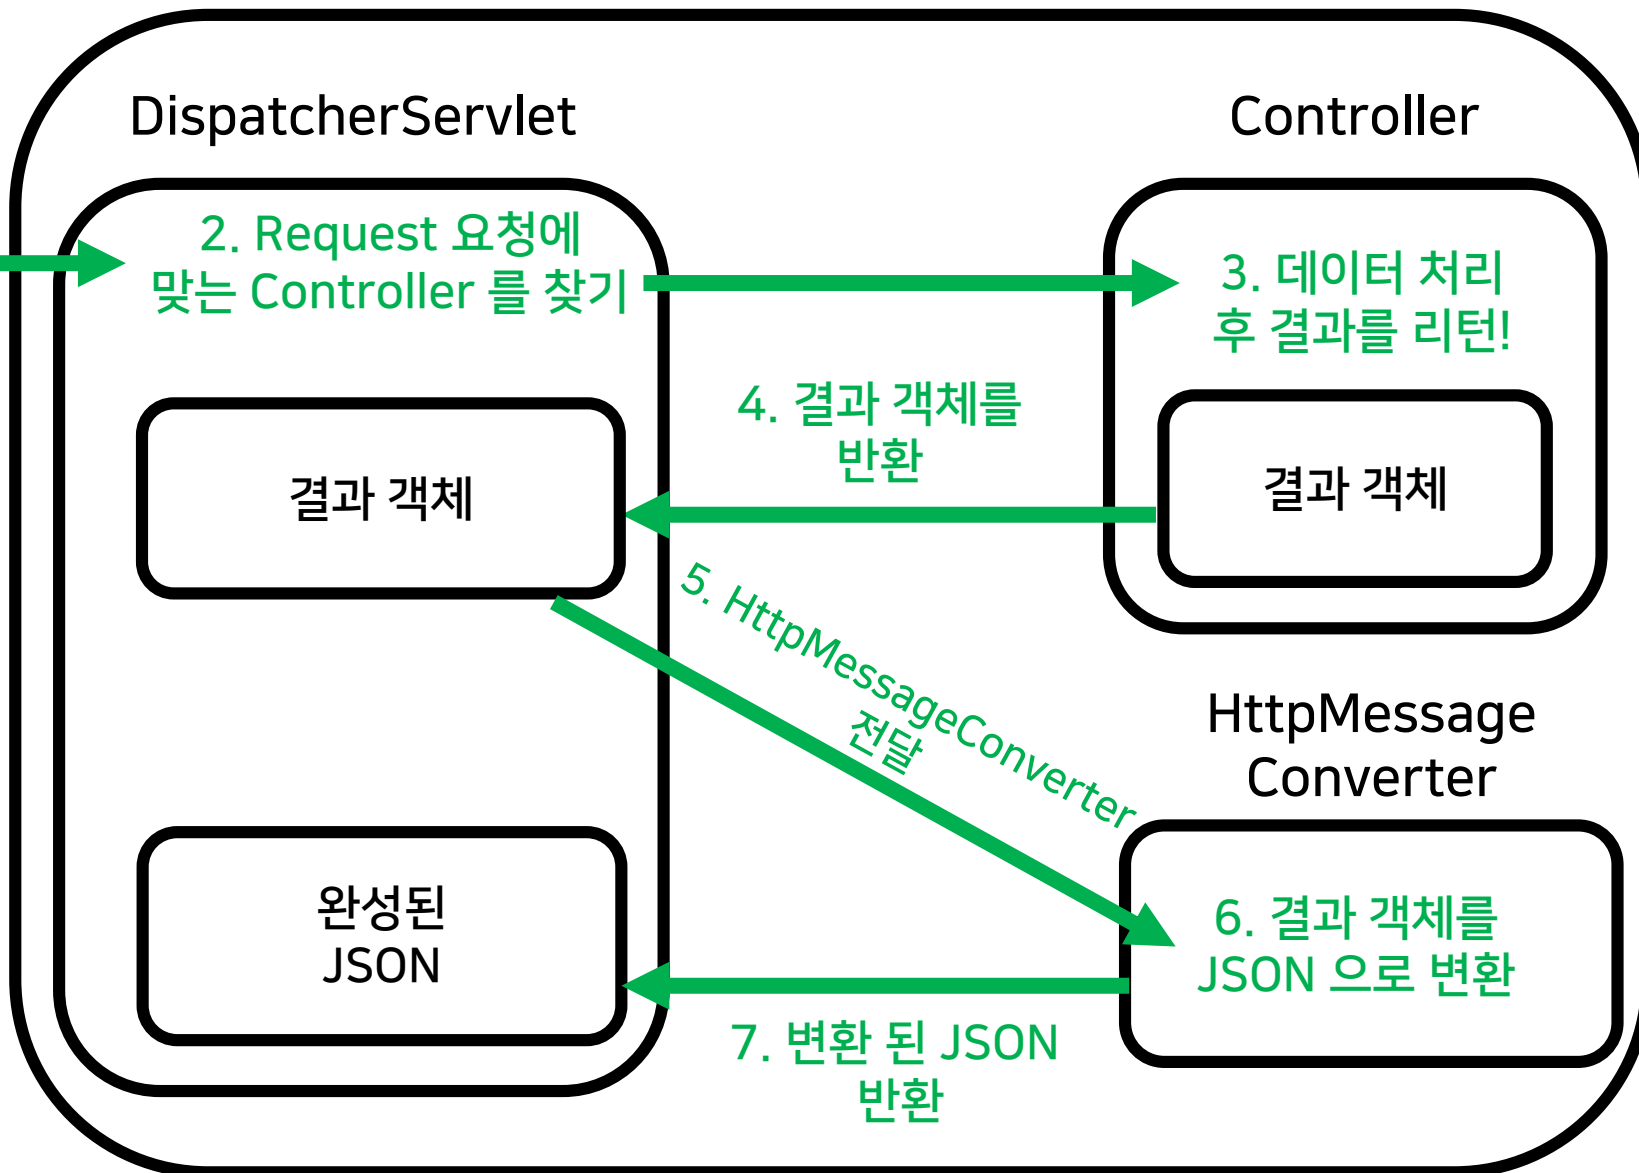 DispatcherServlet
Controller
2. Request 요청에
맞는 Controller 를 찾기
3. 데이터 처리
후 결과를 리턴!
4. 결과 객체를
반환
결과 객체
결과 객체
5. HttpMessageConverter
전달
HttpMessage
Converter
완성된
JSON
6. 결과 객체를
JSON 으로 변환
7. 변환 된 JSON
반환